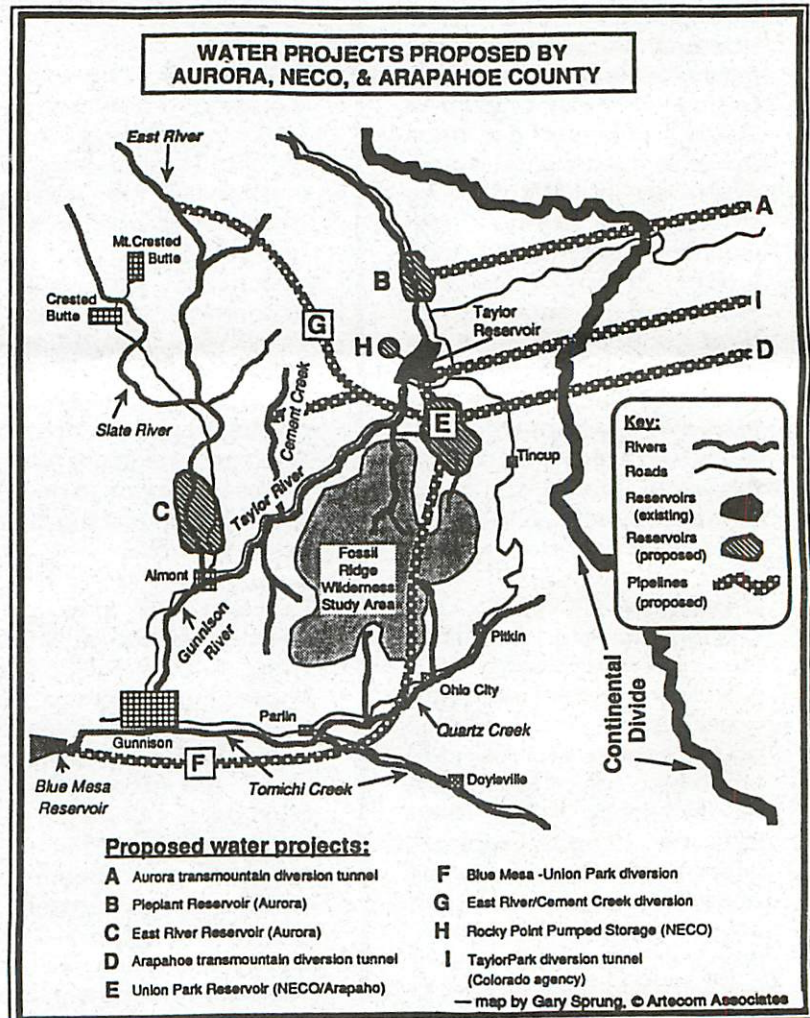 WATER PROJECTS PROPOSED BY
AURORA, NECO, & ARAPAHOE COUNTY
East River
Mt. Crested
Butte
Crested
Butte
A
B
Taylor
Reservoir
I
G
H
D
Cement Creek
E
Slate River
Tincup
Taylor River
C
Key:
Rivers
Roads
Reservoirs
(existing)
Reservoirs
(proposed)
Pipelines
(proposed)
Fossil
Ridge
Wilderness
Study Area
Almont
Gunnison
River
Pitkin
Ohio City
Continental
Divide
Parlin
Quartz Creek
Gunnison
F
Tomichi Creek
Doyleville
Blue Mesa
Reservoir
Proposed water projects:
A Aurora transmountain diversion tunnel
B Pieplant Reservoir (Aurora)
C East River Reservoir (Aurora)
D Arapahoe transmountain diversion tunnel
E Union Park Reservoir (NECO/Arapaho)
F Blue Mesa -Union Park diversion
G East River/Cement Creek diversion
H Rocky Point Pumped Storage (NECO)
I TaylorPark diversion tunnel
(Colorado agency)
— map by Gary Sprung, © Artecom Associates